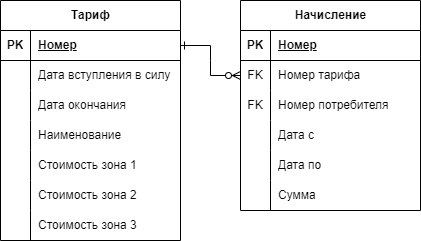 Тариф
PK Номер
Дата вступления в силу
Дата окончания
Наименование
Стоимость зона 1
Стоимость зона 2
Стоимость зона 3
Начисление
PK Номер
FK Номер тарифа
FK Номер потребителя
Дата с
Дата по
Сумма